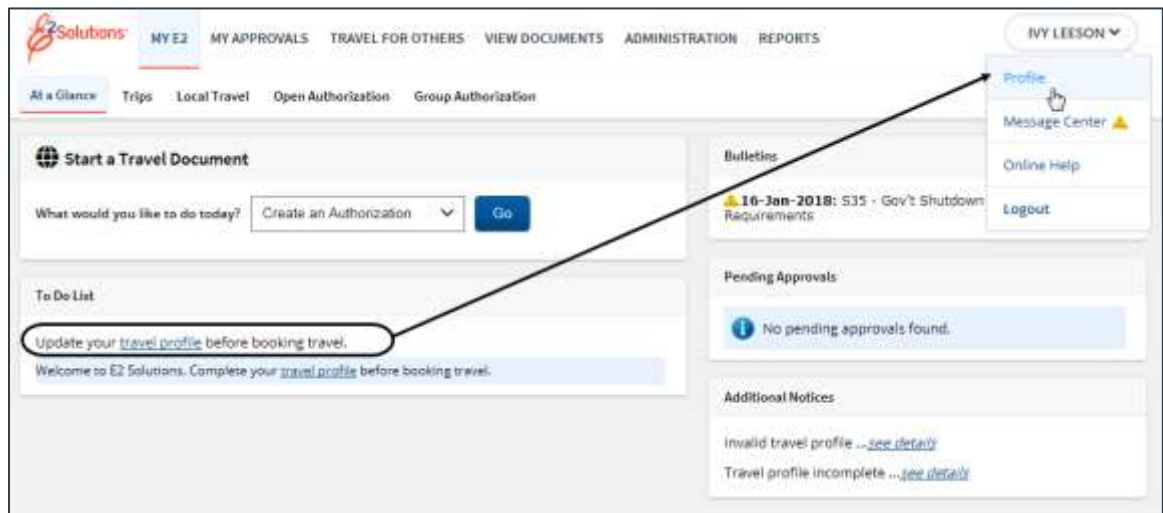 E2Solutions MY E2 MY APPROVALS TRAVEL FOR OTHERS VIEW DOCUMENTS ADMINISTRATION REPORTS IVY LEESON
At a Glance Trips Local Travel Open Authorization Group Authorization
Profile
Message Center
Online Help
Logout
Start a Travel Document
What would you like to do today? Create an Authorization Go
To Do List
Update your travel profile before booking travel.
Welcome to E2 Solutions. Complete your travel profile before booking travel.
Bulletins
16-Jan-2018: S35 - Gov't Shutdown
Requirements
Pending Approvals
No pending approvals found.
Additional Notices
Invalid travel profile ...see details
Travel profile incomplete ...see details